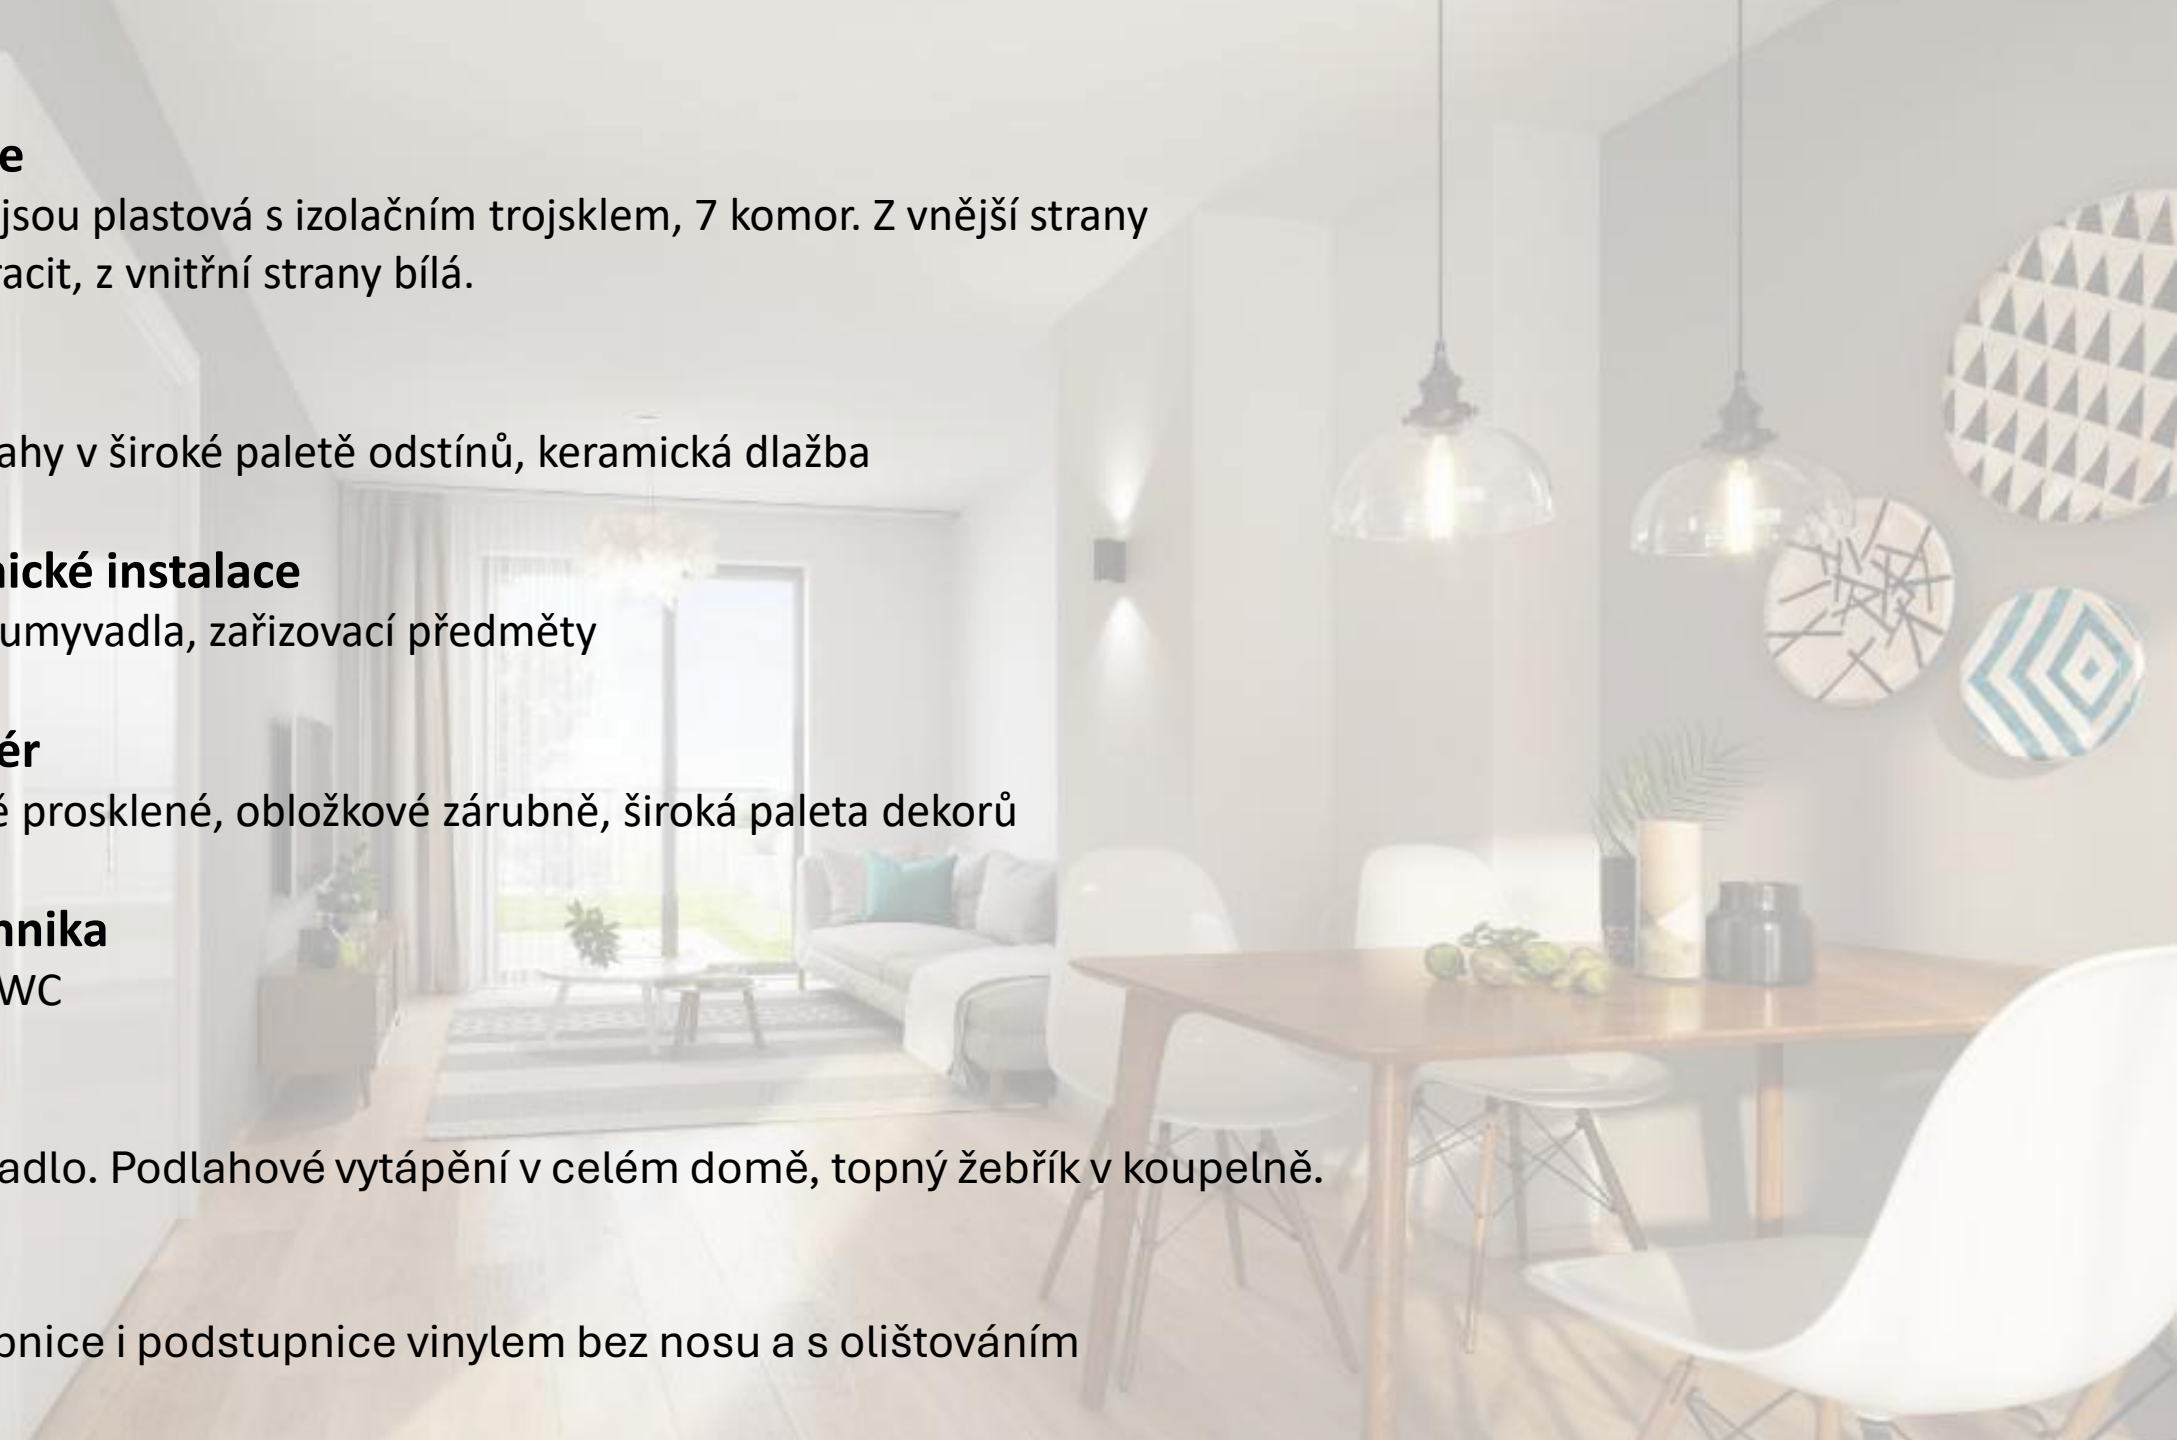 e
jsou plastová s izolačním trojsklem, 7 komor. Z vnější strany
acit, z vnitřní strany bílá.
ahy v široké paletě odstínů, keramická dlažba
nické instalace
umyvadla, zařizovací předměty
ér
é prosklené, obložkové zárubně, široká paleta dekorů
hnika
WC
adlo. Podlahové vytápění v celém domě, topný žebřík v koupelně.
pnice i podstupnice vinylem bez nosu a s olištováním